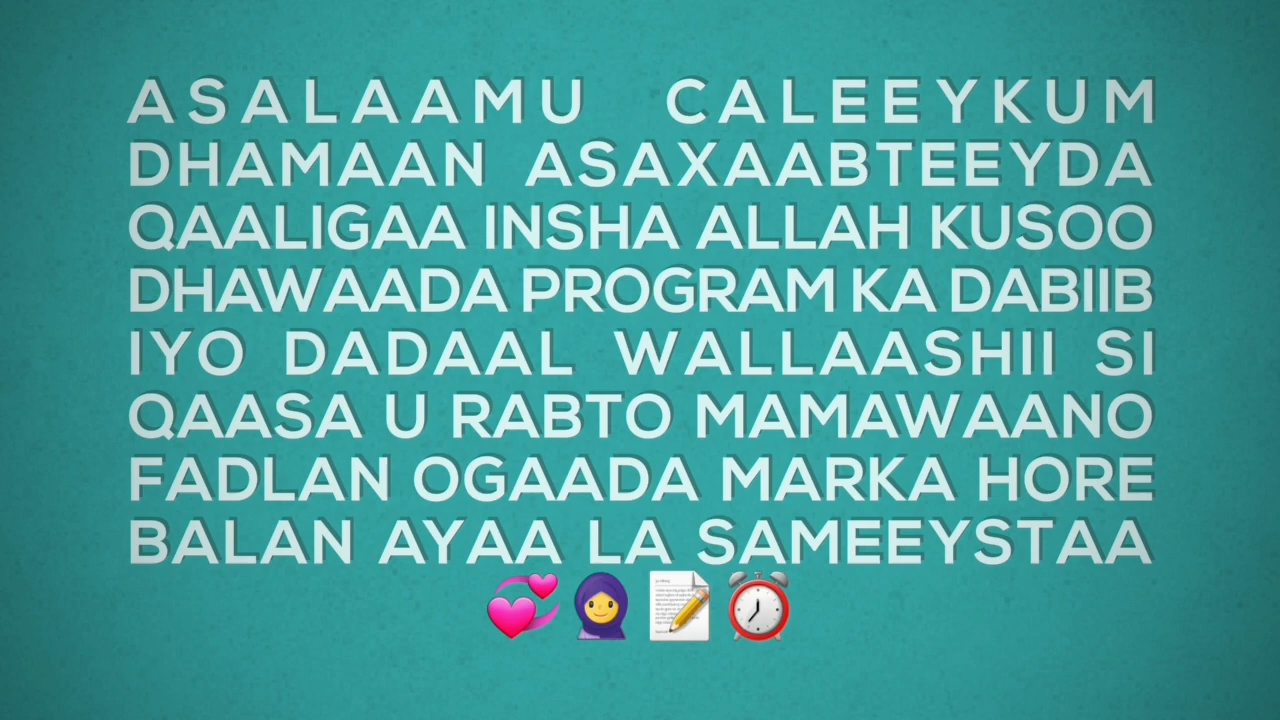 ASALAAMU CALEEYKUM
DHAMAAN ASAXAABTEEYDA
QAALIGAA INSHA ALLAH KUSOO
DHAWAADA PROGRAM KA DABIIB
IYO DADAAL WALLAASHII SI
QAASA U RABTO MAMAWAANO
FADLAN OGAADA MARKA HORE
BALAN AYAA LA SAMEEYSTAA